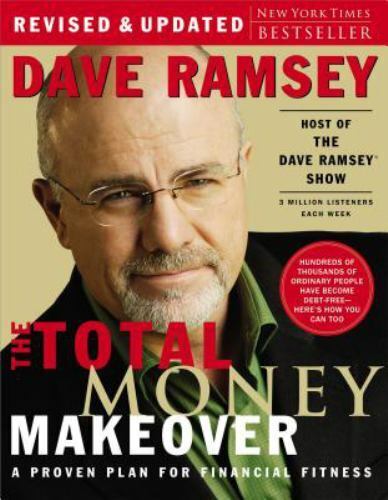 REVISED & UPDATED
NEW YORK TIMES
BESTSELLER
DAVE RAMSEY
HOST OF
THE
DAVE RAMSEY®
SHOW
3 MILLION LISTENERS
EACH WEEK
HUNDREDS OF
THOUSANDS OF
ORDINARY PEOPLE
HAVE BECOME
DEBT-FREE—
HERE'S HOW YOU
CAN TOO
THE TOTAL
MONEY
MAKEOVER
A PROVEN PLAN FOR FINANCIAL FITNESS